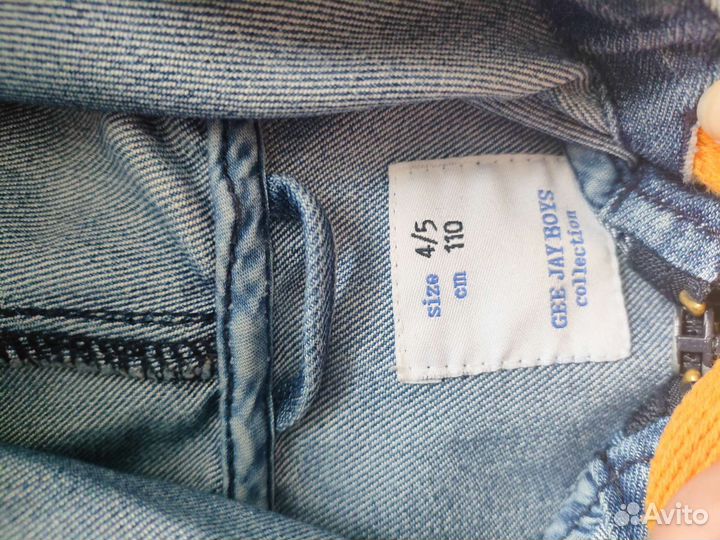 size 4/5
cm 110
GEE JAY BOYS
collection
Avito